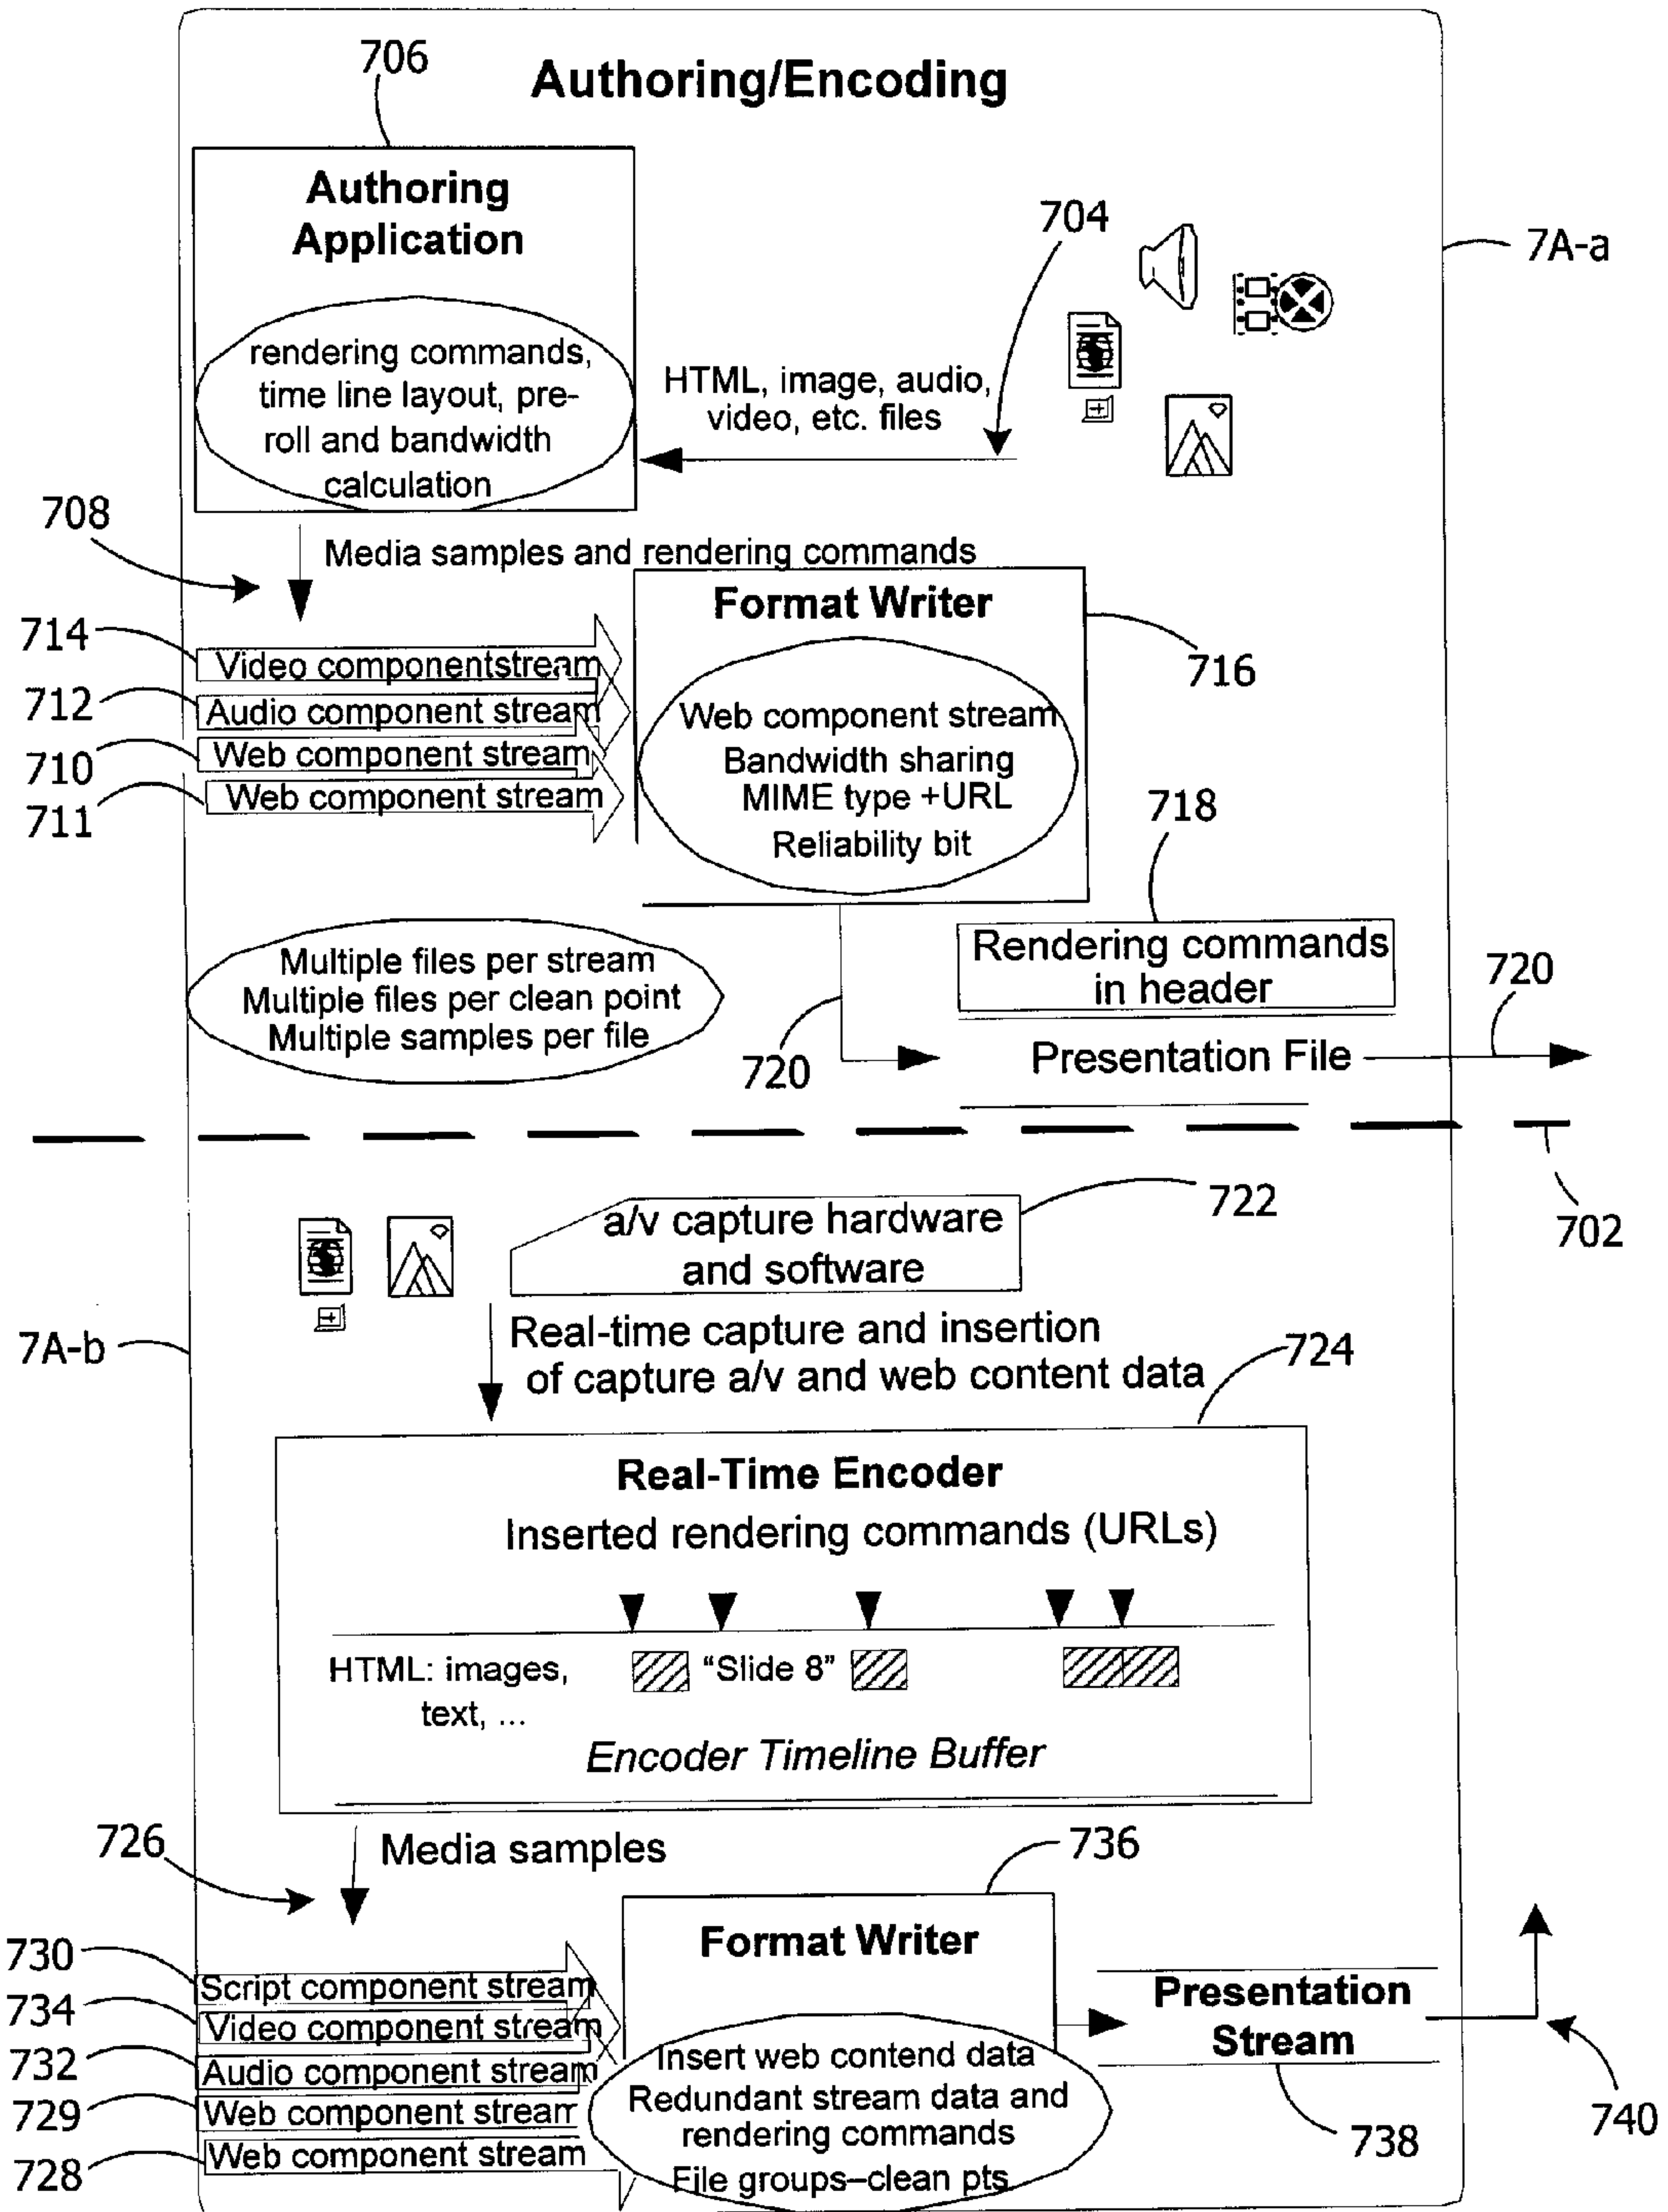 706
Authoring/Encoding
Authoring
Application
704
7A-a
rendering commands,
time line layout, pre-
roll and bandwidth
calculation
HTML, image, audio,
video, etc. files
708
Media samples and rendering commands
Format Writer
714
Video componentstream
716
712
Audio component stream
Web component stream
710
Web component stream
Bandwidth sharing
711
Web component stream
MIME type +URL
Reliability bit
718
Multiple files per stream
Multiple files per clean point
Multiple samples per file
Rendering commands
in header
720
720
Presentation File
702
722
a/v capture hardware
and software
7A-b
Real-time capture and insertion
of capture a/v and web content data
724
Real-Time Encoder
Inserted rendering commands (URLs)
HTML: images,
text, ...
"Slide 8"
Encoder Timeline Buffer
726
Media samples
736
Format Writer
730
Script component stream
734
Video component stream
732
Audio component stream
729
Web component stream
728
Web component stream
Insert web contend data
Redundant stream data and
rendering commands
File groups–clean pts
Presentation
Stream
738
740